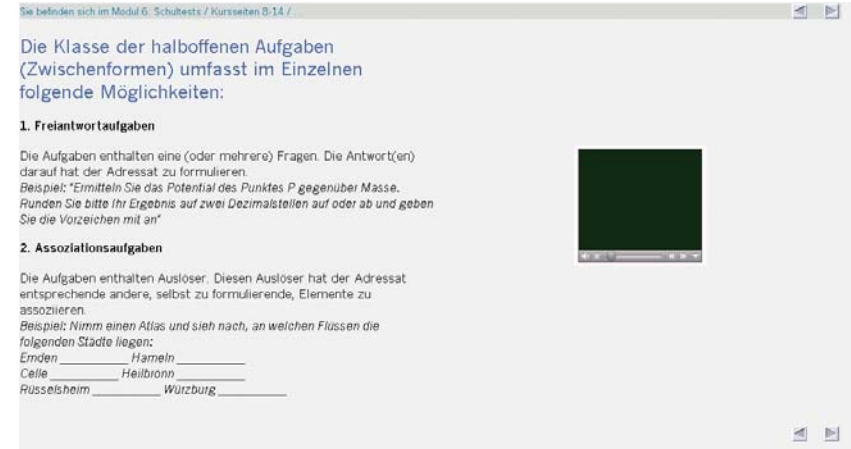 Sie befinden sich im Modul 6: Schultests / Kursseiten 8-14 / ...
Die Klasse der halboffenen Aufgaben
(Zwischenformen) umfasst im Einzelnen
folgende Möglichkeiten:
1. Freiantwortaufgaben
Die Aufgaben enthalten eine (oder mehrere) Fragen. Die Antwort(en)
darauf hat der Adressat zu formulieren.
Beispiel: "Ermitteln Sie das Potential des Punktes P gegenüber Masse.
Runden Sie bitte Ihr Ergebnis auf zwei Dezimalstellen auf oder ab und geben
Sie die Vorzeichen mit an"
2. Assoziationsaufgaben
Die Aufgaben enthalten Auslöser. Diesen Auslöser hat der Adressat
entsprechende andere, selbst zu formulierende, Elemente zu
assoziieren.
Beispiel: Nimm einen Atlas und sieh nach, an welchen Flüssen die
folgenden Städte liegen:
Emden __________ Hameln __________
Celle __________ Heilbronn __________
Rüsselsheim __________ Würzburg __________